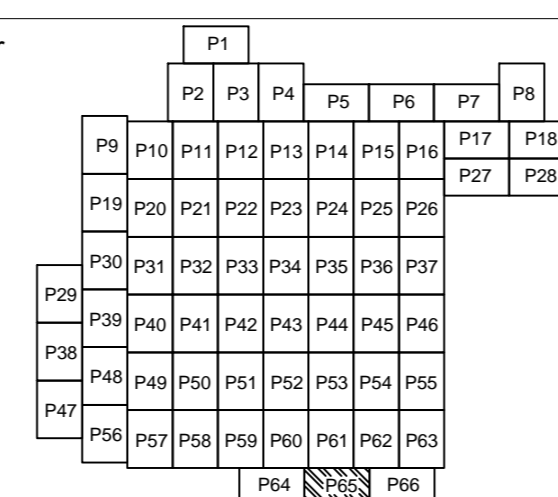 r
P1
P2 P3 P4 P5 P6 P7 P8
P9 P10 P11 P12 P13 P14 P15 P16 P17 P18
P27 P28
P19 P20 P21 P22 P23 P24 P25 P26
P30 P31 P32 P33 P34 P35 P36 P37
P29
P39 P40 P41 P42 P43 P44 P45 P46
P38
P48 P49 P50 P51 P52 P53 P54 P55
P47
P56 P57 P58 P59 P60 P61 P62 P63
P64 P65 P66